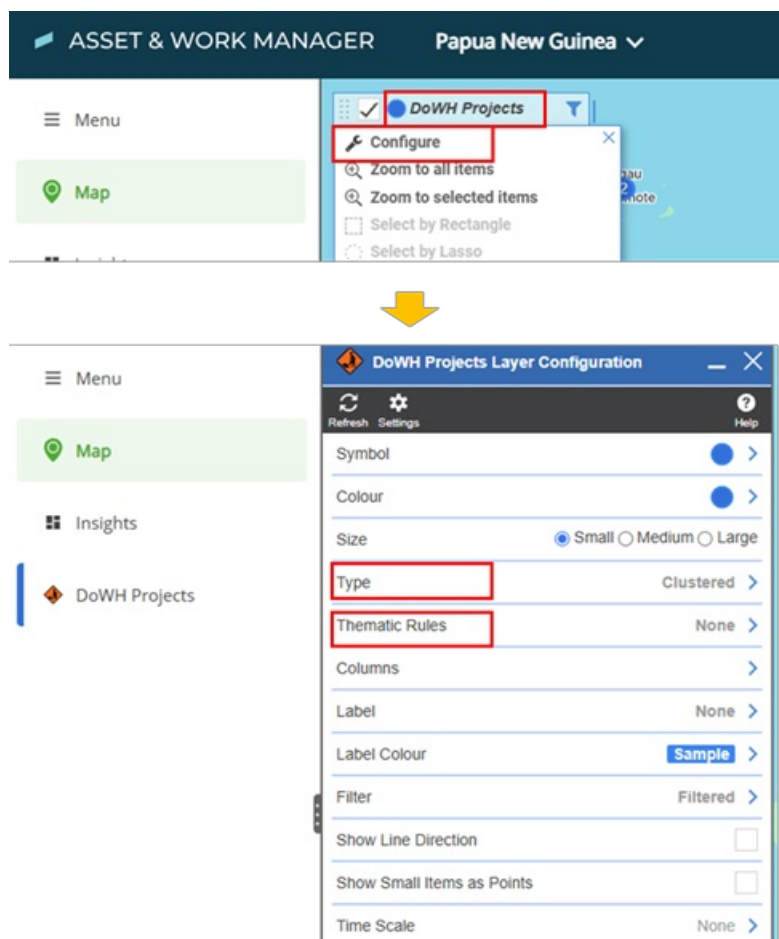 ASSET & WORK MANAGER Papua New Guinea
Menu
DoWH Projects
Configure
Zoom to all items
Map
Zoom to selected items
Select by Rectangle
Select by Lasso
DoWH Projects Layer Configuration
Menu
Refresh Settings Help
Map
Symbol
Colour
Insights
Size Small Medium Large
Type Clustered
DoWH Projects
Thematic Rules None
Columns
Label None
Label Colour Sample
Filter Filtered
Show Line Direction
Show Small Items as Points
Time Scale None